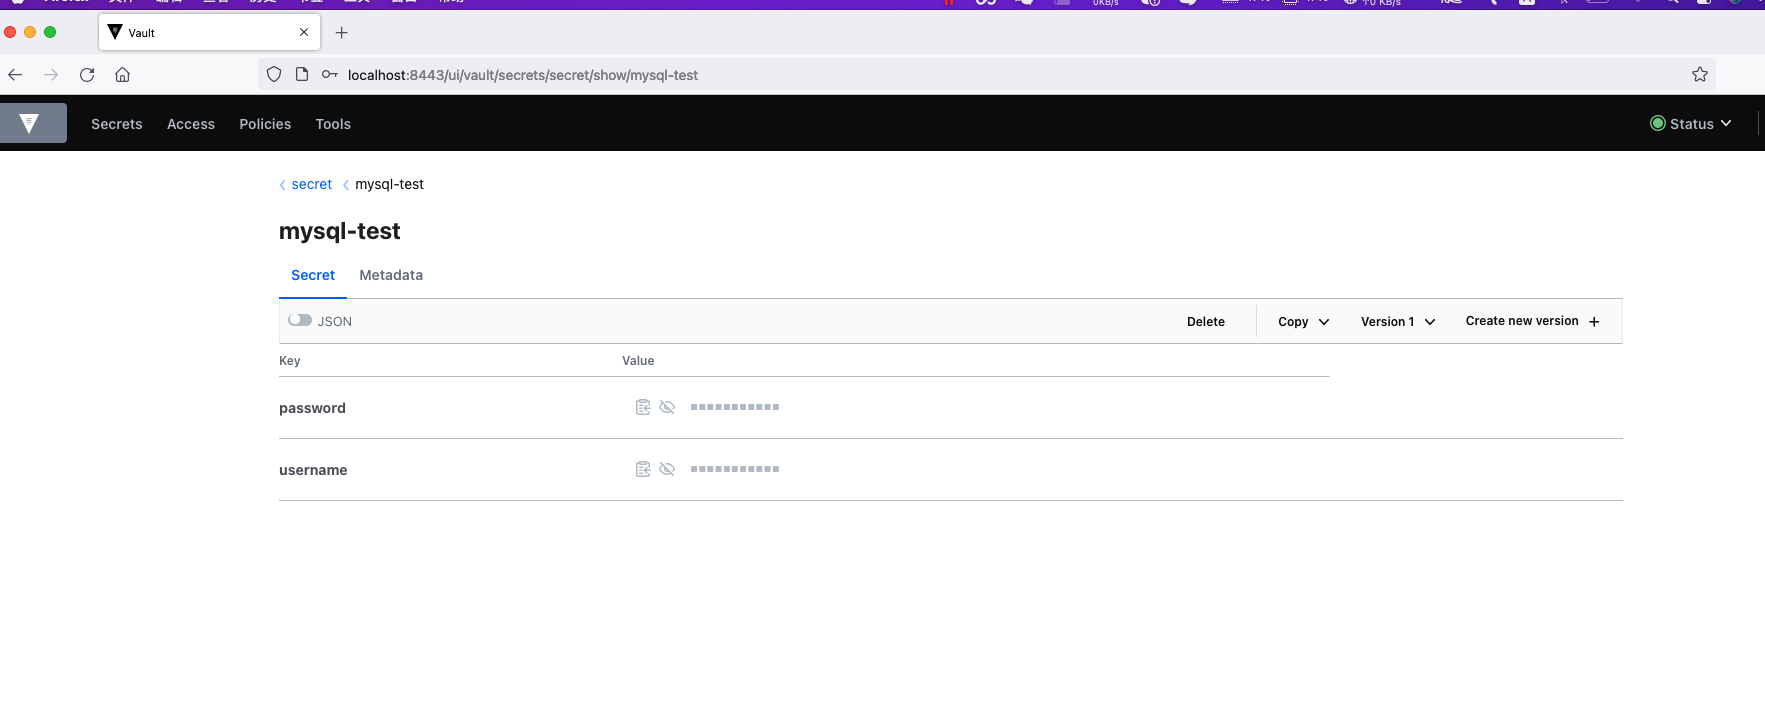 0KB/s
Vault
localhost:8443/ui/vault/secrets/secret/show/mysql-test
Secrets Access Policies Tools Status
secret mysql-test
mysql-test
Secret Metadata
JSON Delete Copy Version 1 Create new version
Key Value
password
username